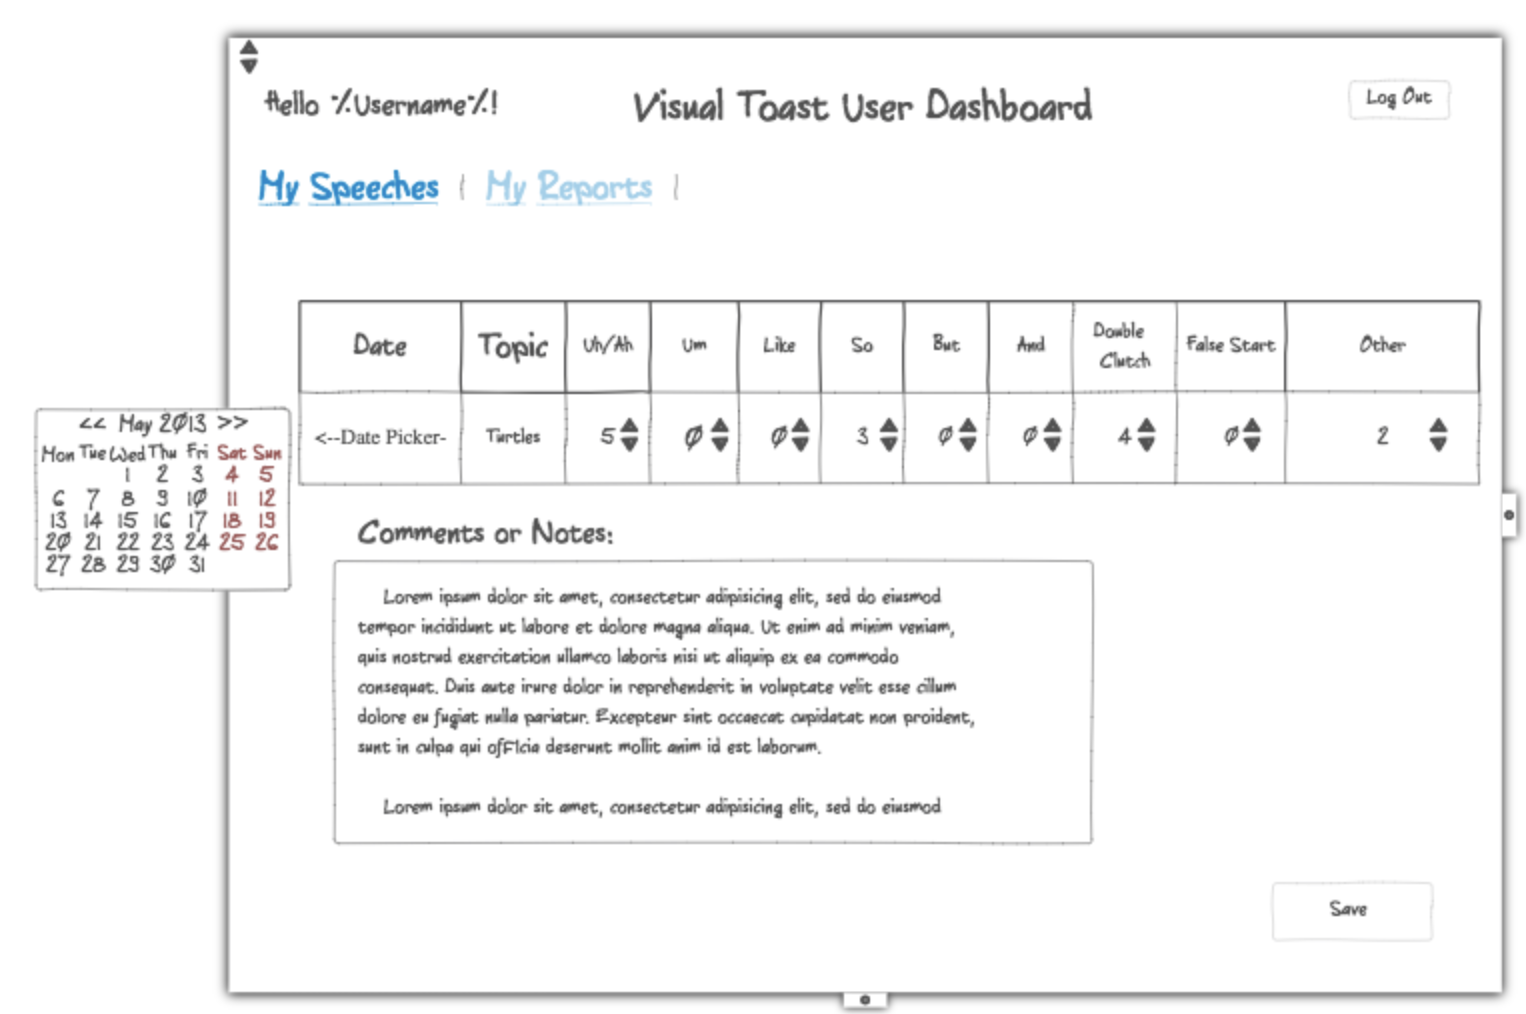 Hello %Username%!
Visual Toast User Dashboard
Log Out
My Speeches | My Reports |
Date Topic Uh/Ah Um Like So But And Double Clutch False Start Other
<--Date Picker- Turtles 5 0 0 3 0 0 4 0 2
<< May 2013 >>
Mon Tue Wed Thu Fri Sat Sun
1 2 3 4 5
6 7 8 9 10 11 12
13 14 15 16 17 18 19
20 21 22 23 24 25 26
27 28 29 30 31
Comments or Notes:
Lorem ipsum dolor sit amet, consectetur adipisicing elit, sed do eiusmod
tempor incididunt ut labore et dolore magna aliqua. Ut enim ad minim veniam,
quis nostrud exercitation ullamco laboris nisi ut aliquip ex ea commodo
consequat. Duis aute irure dolor in reprehenderit in voluptate velit esse cillum
dolore eu fugiat nulla pariatur. Excepteur sint occaecat cupidatat non proident,
sunt in culpa qui ofFIcia deserunt mollit anim id est laborum.
Lorem ipsum dolor sit amet, consectetur adipisicing elit, sed do eiusmod
Save